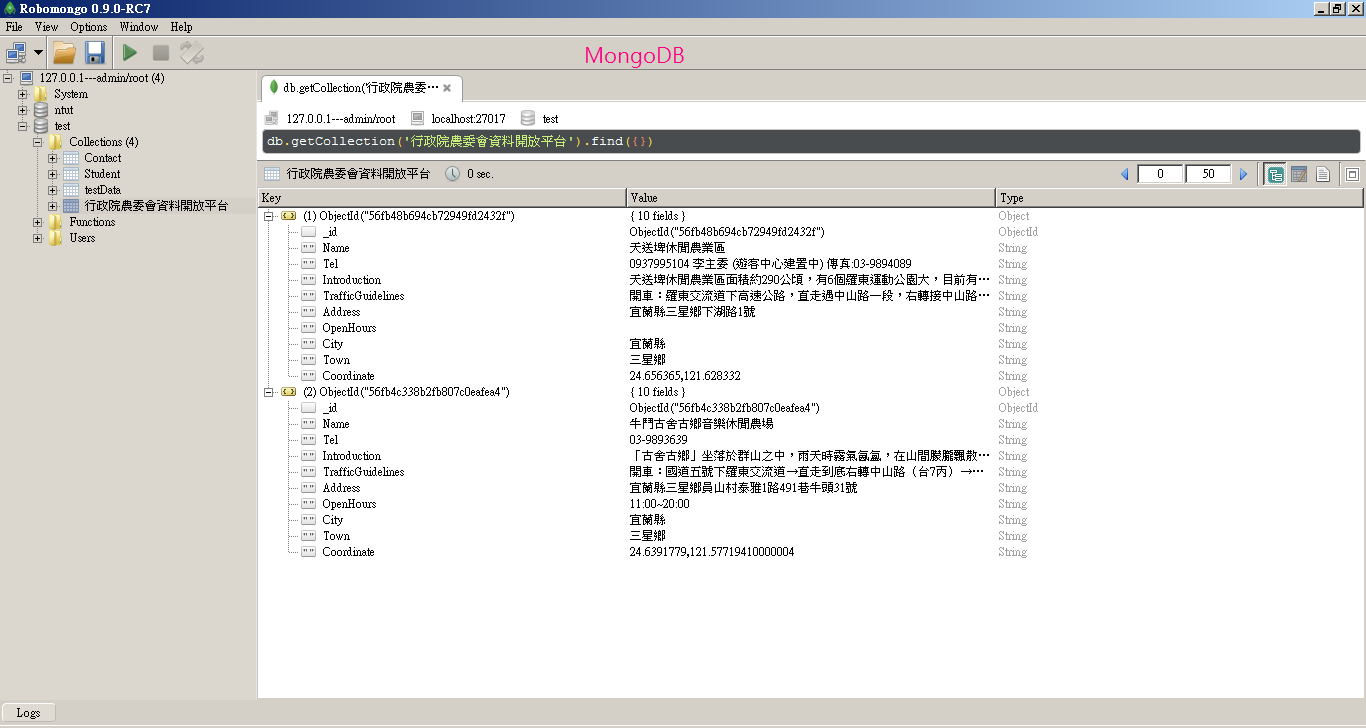 Robomongo 0.9.0-RC7
File View Options Window Help
MongoDB
127.0.0.1---admin/root (4)
System
ntut
test
Collections (4)
Contact
Student
testData
行政院農委會資料開放平台
Functions
Users
db.getCollection('行政院農委···
127.0.0.1---admin/root localhost:27017 test
db.getCollection('行政院農委會資料開放平台').find({})
行政院農委會資料開放平台 0 sec. 0 50
Key Value Type
(1) ObjectId("56fb48b694cb72949fd2432f") { 10 fields } Object
_id ObjectId("56fb48b694cb72949fd2432f") ObjectId
Name 天送埤休閒農業區 String
Tel 0937995104 李主委 (遊客中心建置中) 傳真:03-9894089 String
Introduction 天送埤休閒農業區面積約290公頃，有6個羅東運動公園大，目前有··· String
TrafficGuidelines 開車：羅東交流道下高速公路，直走過中山路一段，右轉接中山路··· String
Address 宜蘭縣三星鄉下湖路1號 String
OpenHours String
City 宜蘭縣 String
Town 三星鄉 String
Coordinate 24.656365,121.628332 String
(2) ObjectId("56fb4c338b2fb807c0eafea4") { 10 fields } Object
_id ObjectId("56fb4c338b2fb807c0eafea4") ObjectId
Name 牛鬥古舍古鄉音樂休閒農場 String
Tel 03-9893639 String
Introduction 「古舍古鄉」坐落於群山之中，雨天時霧氣氤氳，在山間朦朧飄散··· String
TrafficGuidelines 開車：國道五號下羅東交流道→直走到底右轉中山路（台7丙）→··· String
Address 宜蘭縣三星鄉員山村泰雅1路491巷牛頭31號 String
OpenHours 11:00~20:00 String
City 宜蘭縣 String
Town 三星鄉 String
Coordinate 24.6391779,121.57719410000004 String
Logs